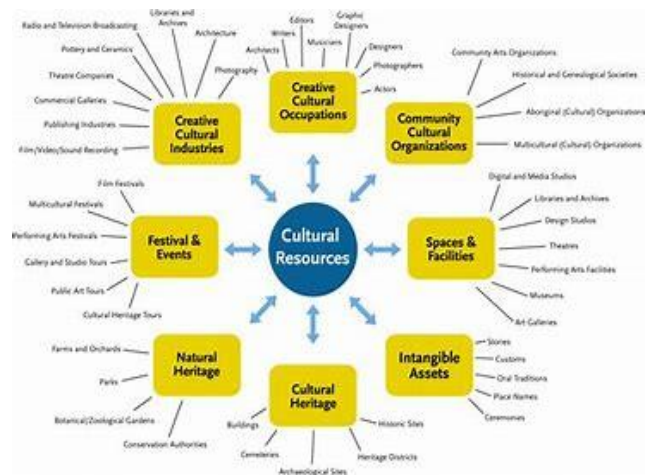 Cultural
Resources
Creative
Cultural
Industries
Radio and Television Broadcasting
Libraries and
Archives
Architecture
Photography
Pottery and Ceramics
Theatre Companies
Commercial Galleries
Publishing Industries
Film/Video/Sound Recording
Creative
Cultural
Occupations
Architects
Writers
Editors
Musicians
Graphic
Designers
Designers
Photographers
Actors
Community
Cultural
Organizations
Community Arts Organizations
Historical and Genealogical Societies
Aboriginal (Cultural) Organizations
Multicultural (Cultural) Organizations
Festival &
Events
Film Festivals
Multicultural Festivals
Performing Arts Festivals
Gallery and Studio Tours
Public Art Tours
Cultural Heritage Tours
Spaces &
Facilities
Digital and Media Studios
Libraries and Archives
Design Studios
Theatres
Performing Arts Facilities
Museums
Art Galleries
Natural
Heritage
Farms and Orchards
Parks
Botanical/Zoological Gardens
Conservation Authorities
Cultural
Heritage
Buildings
Cemeteries
Archaeological Sites
Heritage Districts
Historic Sites
Intangible
Assets
Stories
Customs
Oral Traditions
Place Names
Ceremonies